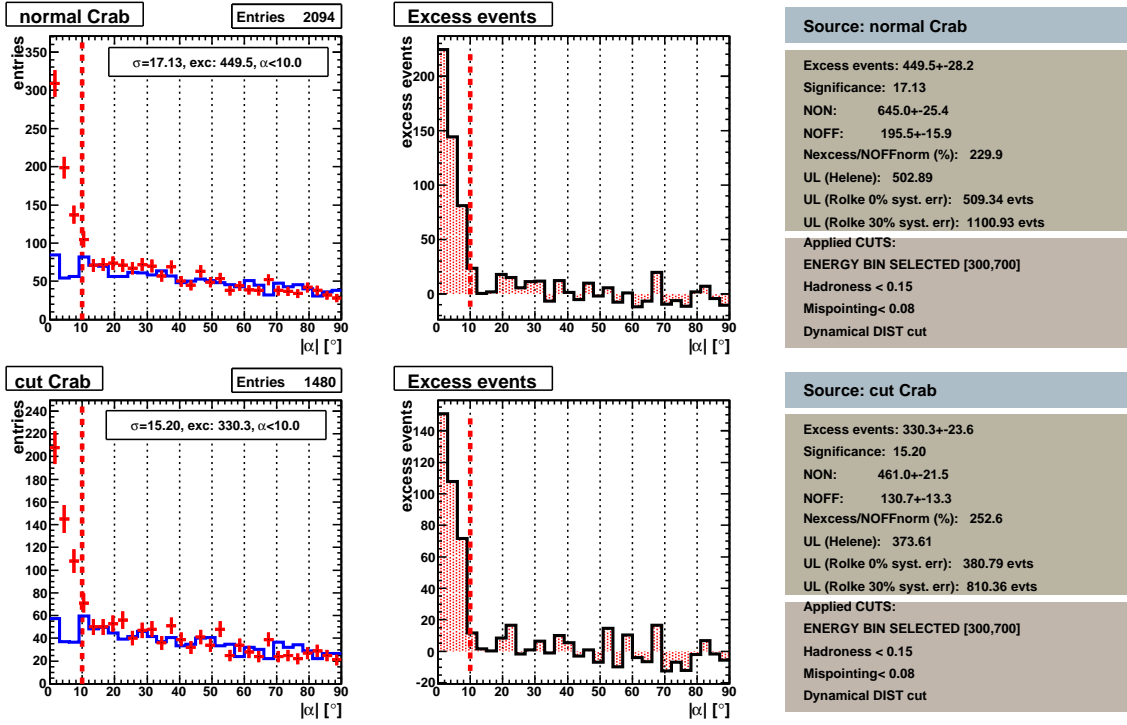 normal Crab
Entries 2094
entries
350
300
250
200
150
100
50
0
σ=17.13, exc: 449.5, α<10.0
0 10 20 30 40 50 60 70 80 90
|α| [°]
Excess events
excess events
200
150
100
50
0
0 10 20 30 40 50 60 70 80 90
|α| [°]
Source: normal Crab
Excess events: 449.5+-28.2
Significance: 17.13
NON: 645.0+-25.4
NOFF: 195.5+-15.9
Nexcess/NOFFnorm (%): 229.9
UL (Helene): 502.89
UL (Rolke 0% syst. err): 509.34 evts
UL (Rolke 30% syst. err): 1100.93 evts
Applied CUTS:
ENERGY BIN SELECTED [300,700]
Hadroness < 0.15
Mispointing< 0.08
Dynamical DIST cut
cut Crab
Entries 1480
entries
240
220
200
180
160
140
120
100
80
60
40
20
0
σ=15.20, exc: 330.3, α<10.0
0 10 20 30 40 50 60 70 80 90
|α| [°]
Excess events
excess events
140
120
100
80
60
40
20
0
-20
0 10 20 30 40 50 60 70 80 90
|α| [°]
Source: cut Crab
Excess events: 330.3+-23.6
Significance: 15.20
NON: 461.0+-21.5
NOFF: 130.7+-13.3
Nexcess/NOFFnorm (%): 252.6
UL (Helene): 373.61
UL (Rolke 0% syst. err): 380.79 evts
UL (Rolke 30% syst. err): 810.36 evts
Applied CUTS:
ENERGY BIN SELECTED [300,700]
Hadroness < 0.15
Mispointing< 0.08
Dynamical DIST cut